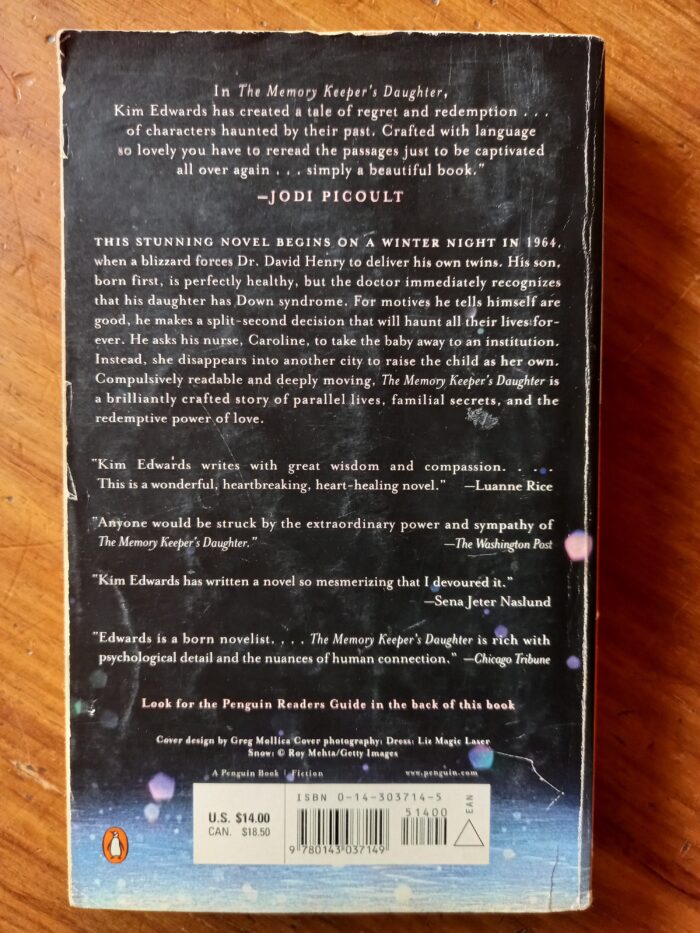 In The Memory Keeper's Daughter,
Kim Edwards has created a tale of regret and redemption . . .
of characters haunted by their past. Crafted with language
so lovely you have to reread the passages just to be captivated
all over again . . . simply a beautiful book."
—JODI PICOULT
THIS STUNNING NOVEL BEGINS ON A WINTER NIGHT IN 1964,
when a blizzard forces Dr. David Henry to deliver his own twins. His son,
born first, is perfectly healthy, but the doctor immediately recognizes
that his daughter has Down syndrome. For motives he tells himself are
good, he makes a split-second decision that will haunt all their lives for-
ever. He asks his nurse, Caroline, to take the baby away to an institution.
Instead, she disappears into another city to raise the child as her own.
Compulsively readable and deeply moving, The Memory Keeper's Daughter is
a brilliantly crafted story of parallel lives, familial secrets, and the
redemptive power of love.
"Kim Edwards writes with great wisdom and compassion. . . .
This is a wonderful, heartbreaking, heart-healing novel." —Luanne Rice
"Anyone would be struck by the extraordinary power and sympathy of
The Memory Keeper's Daughter." —The Washington Post
"Kim Edwards has written a novel so mesmerizing that I devoured it."
—Sena Jeter Naslund
"Edwards is a born novelist. . . . The Memory Keeper's Daughter is rich with
psychological detail and the nuances of human connection." —Chicago Tribune
Look for the Penguin Readers Guide in the back of this book
Cover design by Greg Mollica Cover photography: Dress: Liz Magic Laser
Snow: © Roy Mehta/Getty Images
A Penguin Book | Fiction www.penguin.com
ISBN 0-14-303714-5
U.S. $14.00
CAN. $18.50
51400
EAN
9 780143 037149